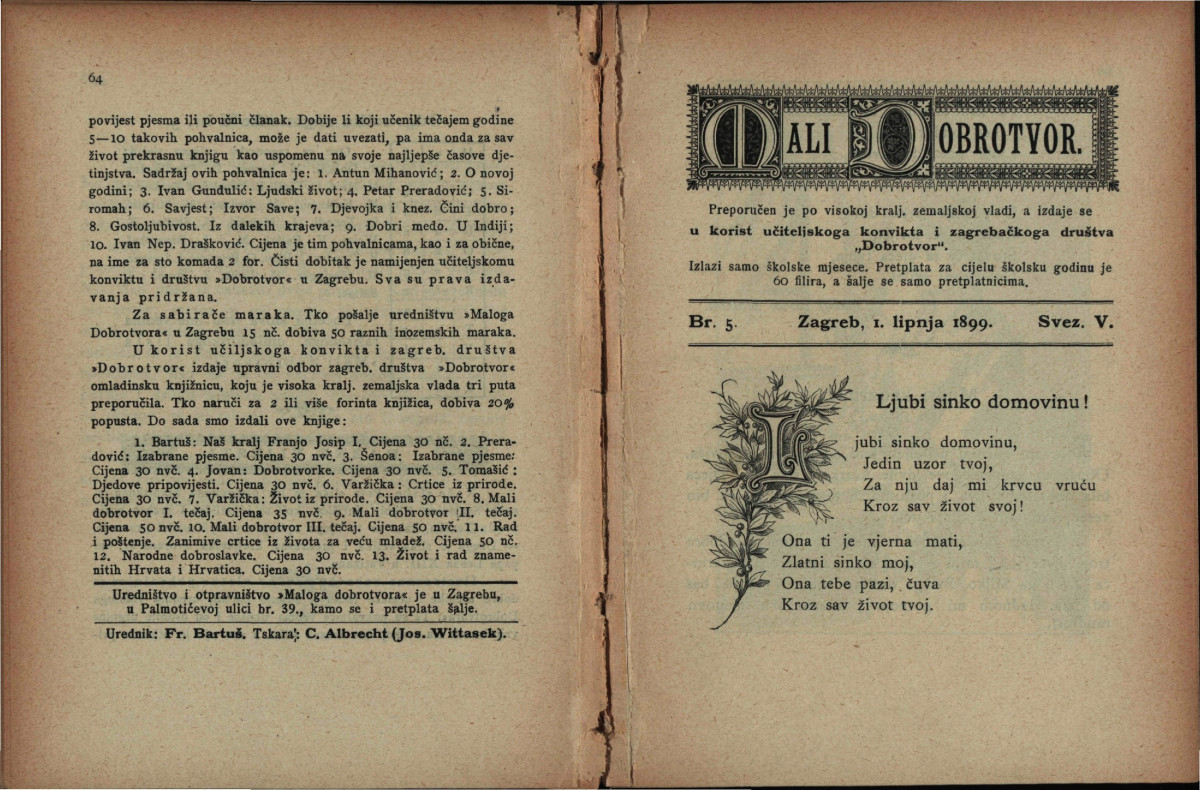 64
povijest pjesma ili poučni članak. Dobije li koji učenik tečajem godine
5—10 takovih pohvalnica, može je dati uvezati, pa ima onda za sav
život prekrasnu knjigu kao uspomenu na svoje najljepše časove dje-
tinjstva. Sadržaj ovih pohvalnica je: 1. Antun Mihanović; 2. O novoj
godini; 3. Ivan Gundulić: Ljudski život; 4. Petar Preradović; 5. Si-
romah; 6. Savjest; Izvor Save; 7. Djevojka i knez. Čini dobro;
8. Gostoljubivost. Iz dalekih krajeva; 9. Dobri medo. U Indiji;
10. Ivan Nep. Drašković. Cijena je tim pohvalnicama, kao i za obične,
na ime za sto komada 2 for. Čisti dobitak je namijenjen učiteljskomu
konviktu i društvu »Dobrotvor« u Zagrebu. Sva su prava izda-
vanja pridržana.
Za sabirače maraka. Tko pošalje uredništvu »Maloga
Dobrotvora« u Zagrebu 15 nč. dobiva 50 raznih inozemskih maraka.
U korist učiljskoga konvikta i zagreb. društva
»Dobrotvor« izdaje upravni odbor zagreb. društva »Dobrotvor«
omladinsku knjižnicu, koju je visoka kralj. zemaljska vlada tri puta
preporučila. Tko naruči za 2 ili više forinta knjižica, dobiva 20%
popusta. Do sada smo izdali ove knjige:
1. Bartuš: Naš kralj Franjo Josip I. Cijena 30 nč. 2. Prera-
dović: Izabrane pjesme. Cijena 30 nvč. 3. Šenoa: Izabrane pjesme:
Cijena 30 nvč. 4. Jovan: Dobrotvorke. Cijena 30 nvč. 5. Tomašić:
Djedove pripovijesti. Cijena 30 nvč. 6. Varžička: Crtice iz prirode.
Cijena 30 nvč. 7. Varžička: Život iz prirode. Cijena 30 nvč. 8. Mali
dobrotvor I. tečaj. Cijena 35 nvč. 9. Mali dobrotvor II. tečaj.
Cijena 50 nvč. 10. Mali dobrotvor III. tečaj. Cijena 50 nvč. 11. Rad
i poštenje. Zanimive crtice iz života za veću mladež. Cijena 50 nč.
12. Narodne doboslavke. Cijena 30 nvč. 13. Život i rad zname-
nitih Hrvata i Hrvatica. Cijena 30 nvč.
Uredništvo i otpravništvo »Maloga dobrotvora« je u Zagrebu,
u Palmotićevoj ulici br. 39., kamo se i pretplata šalje.
Urednik: Fr. Bartuš. Tskara: C. Albrecht (Jos. Wittasek).
MALI DOBROTVOR.
Preporučen je po visokoj kralj. zemaljskoj vladi, a izdaje se
u korist učiteljskoga konvikta i zagrebačkoga društva
„Dobrotvor“.
Izlazi samo školske mjesece. Pretplata za cijelu školsku godinu je
60 filira, a šalje se samo pretplatnicima.
Br. 5. Zagreb, 1. lipnja 1899. Svez. V.
Ljubi sinko domovinu!
Ljubi sinko domovinu,
Jedin uzor tvoj,
Za nju daj mi krvcu vruću
Kroz sav život svoj!
Ona ti je vjerna mati,
Zlatni sinko moj,
Ona tebe pazi, čuva
Kroz sav život tvoj.